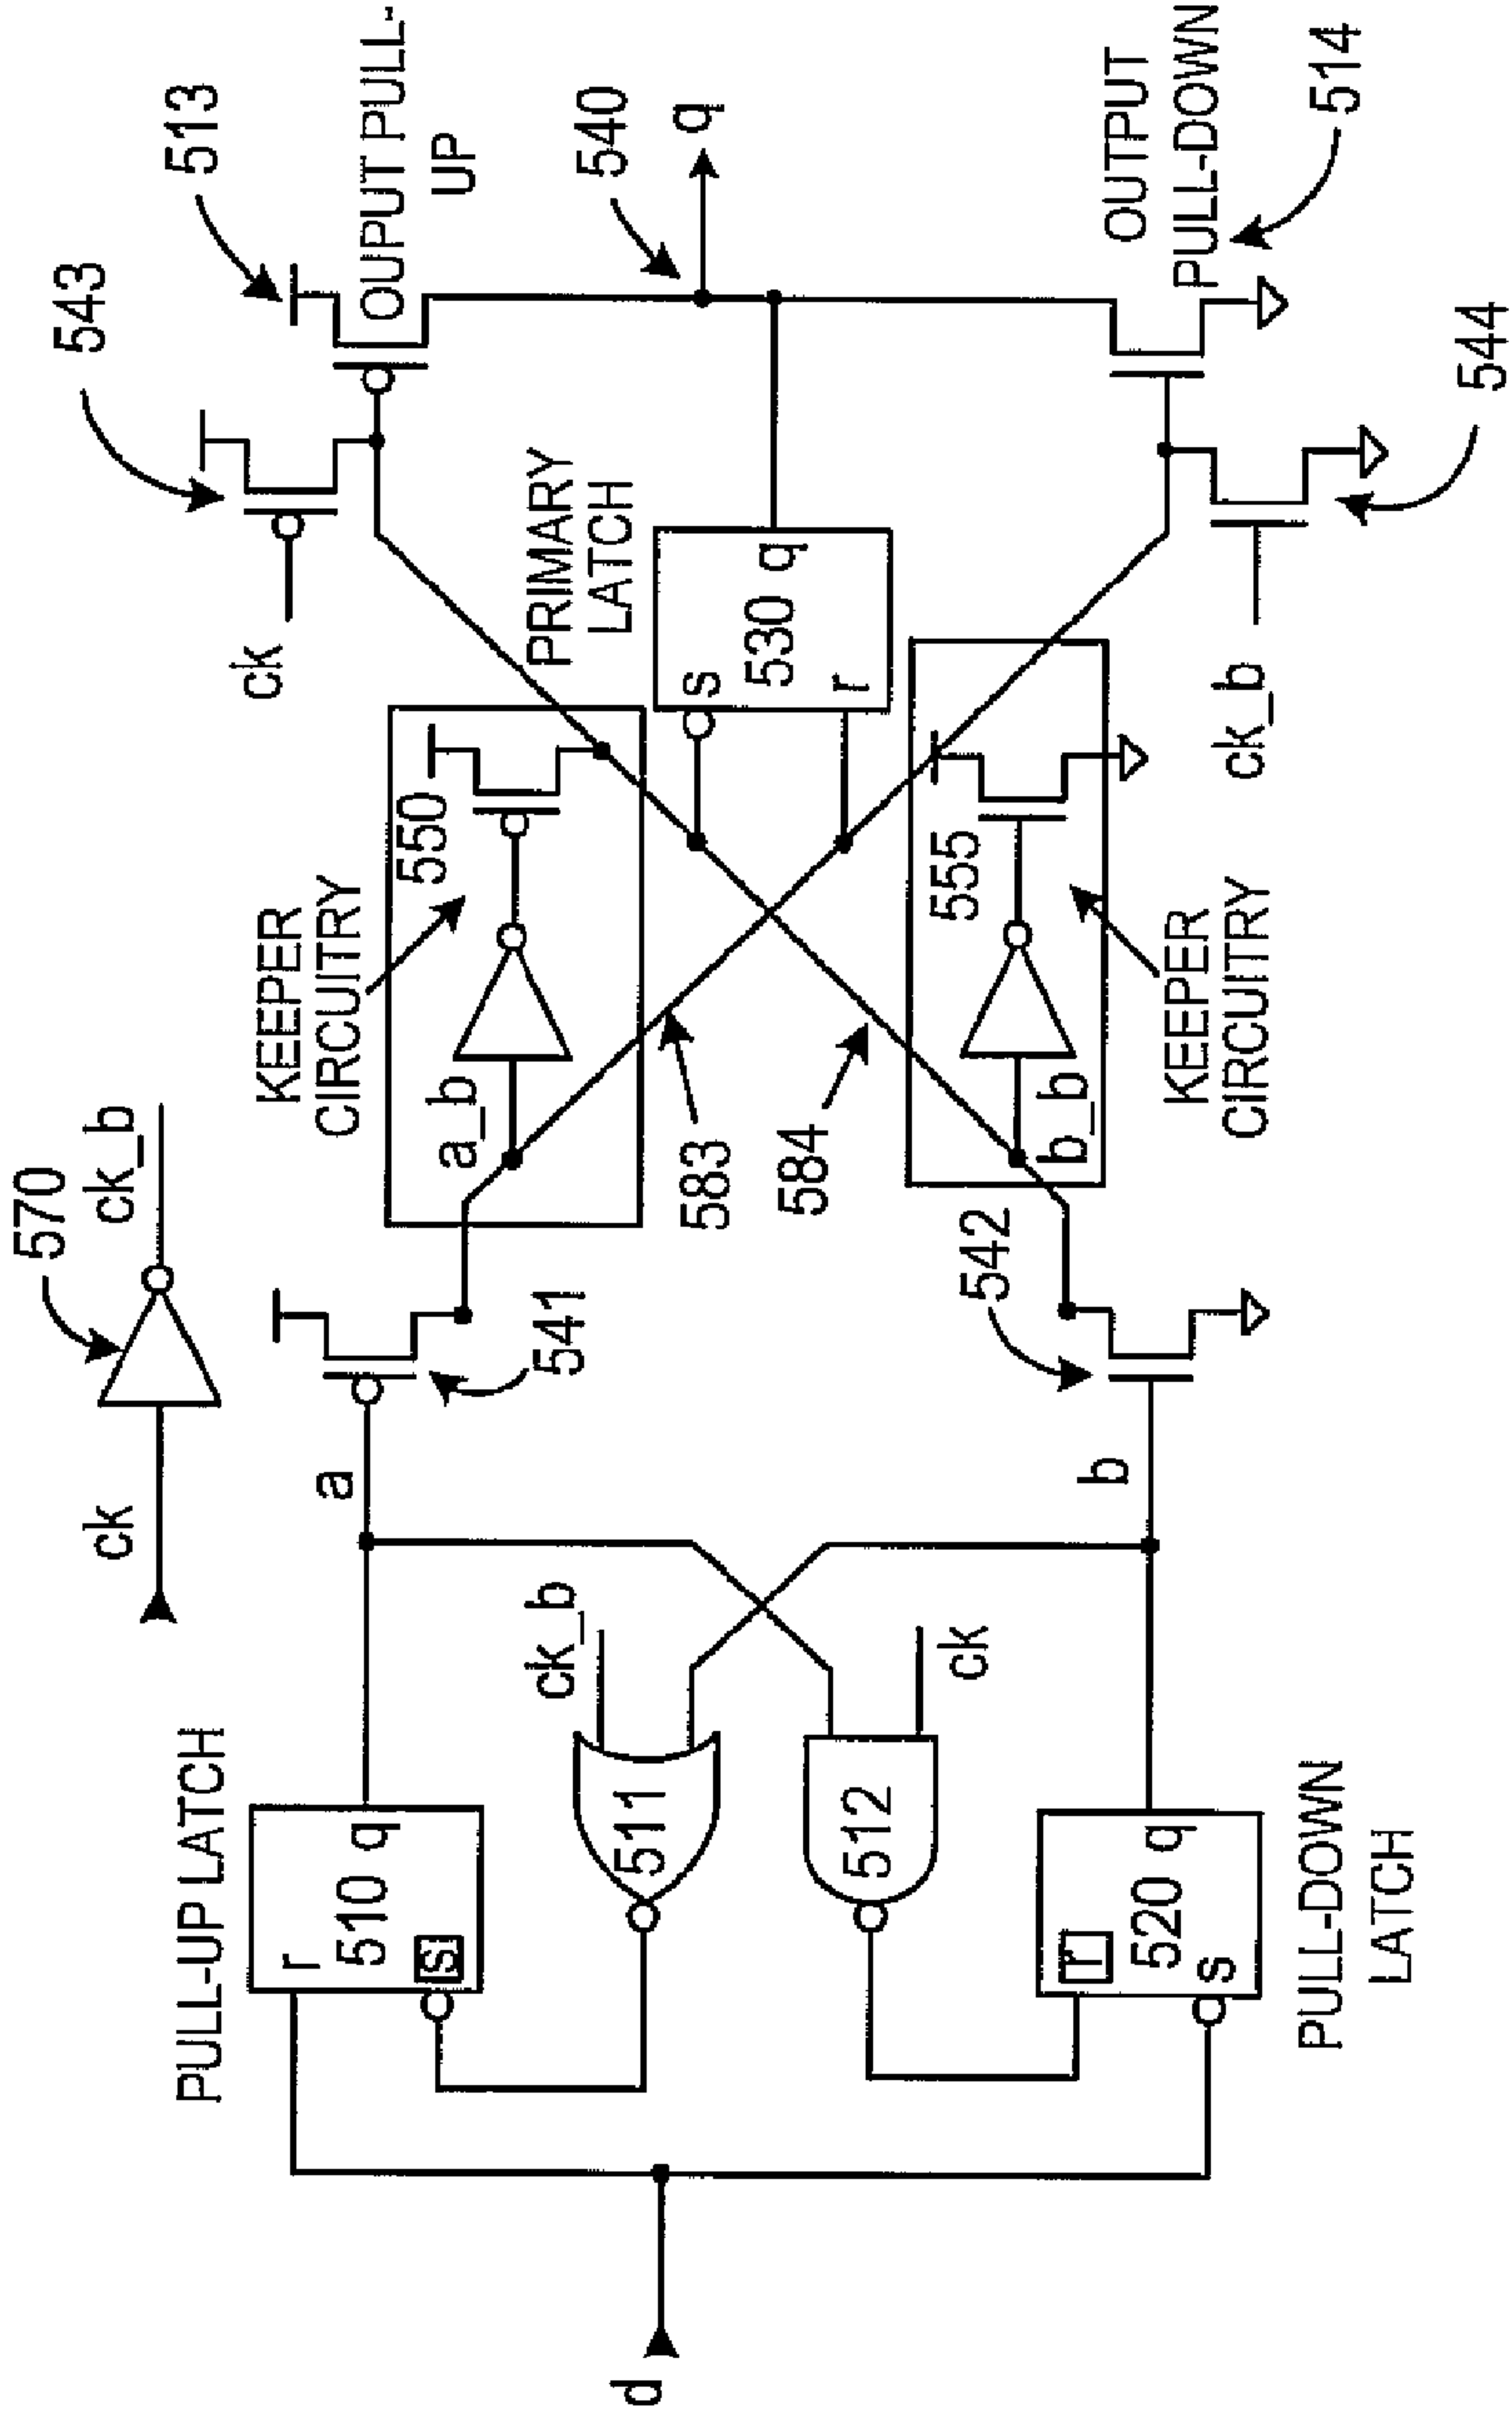 570
ck
ck_b
543
513
ck
OUPUT PULL-
UP
PULL-UP LATCH
r
510 q
s
a
541
KEEPER
CIRCUITRY
550
a_b
PRIMARY
LATCH
540
q
ck_b
511
583
s
530 q
r
d
512
ck
584
555
b_b
KEEPER
CIRCUITRY
r
520 q
s
PULL-DOWN
LATCH
b
542
ck_b
OUTPUT
PULL-DOWN
514
544